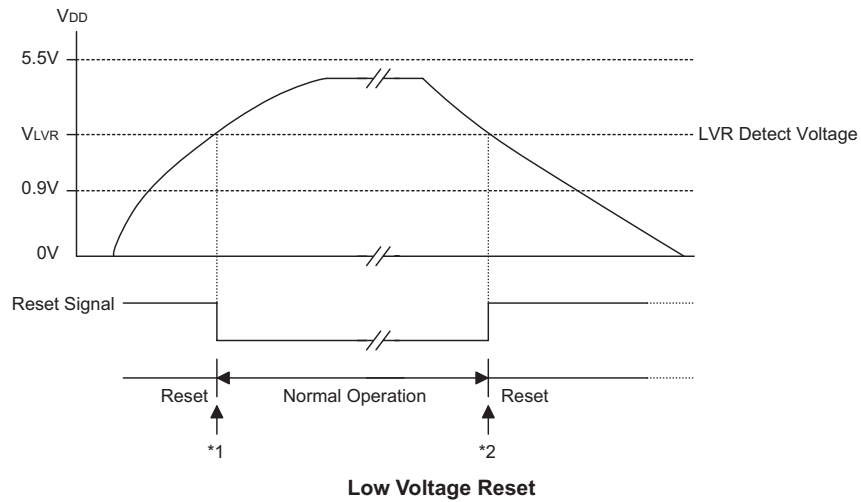 VDD
5.5V
VLVR
LVR Detect Voltage
0.9V
0V
Reset Signal
Reset
Normal Operation
Reset
*1
*2
Low Voltage Reset